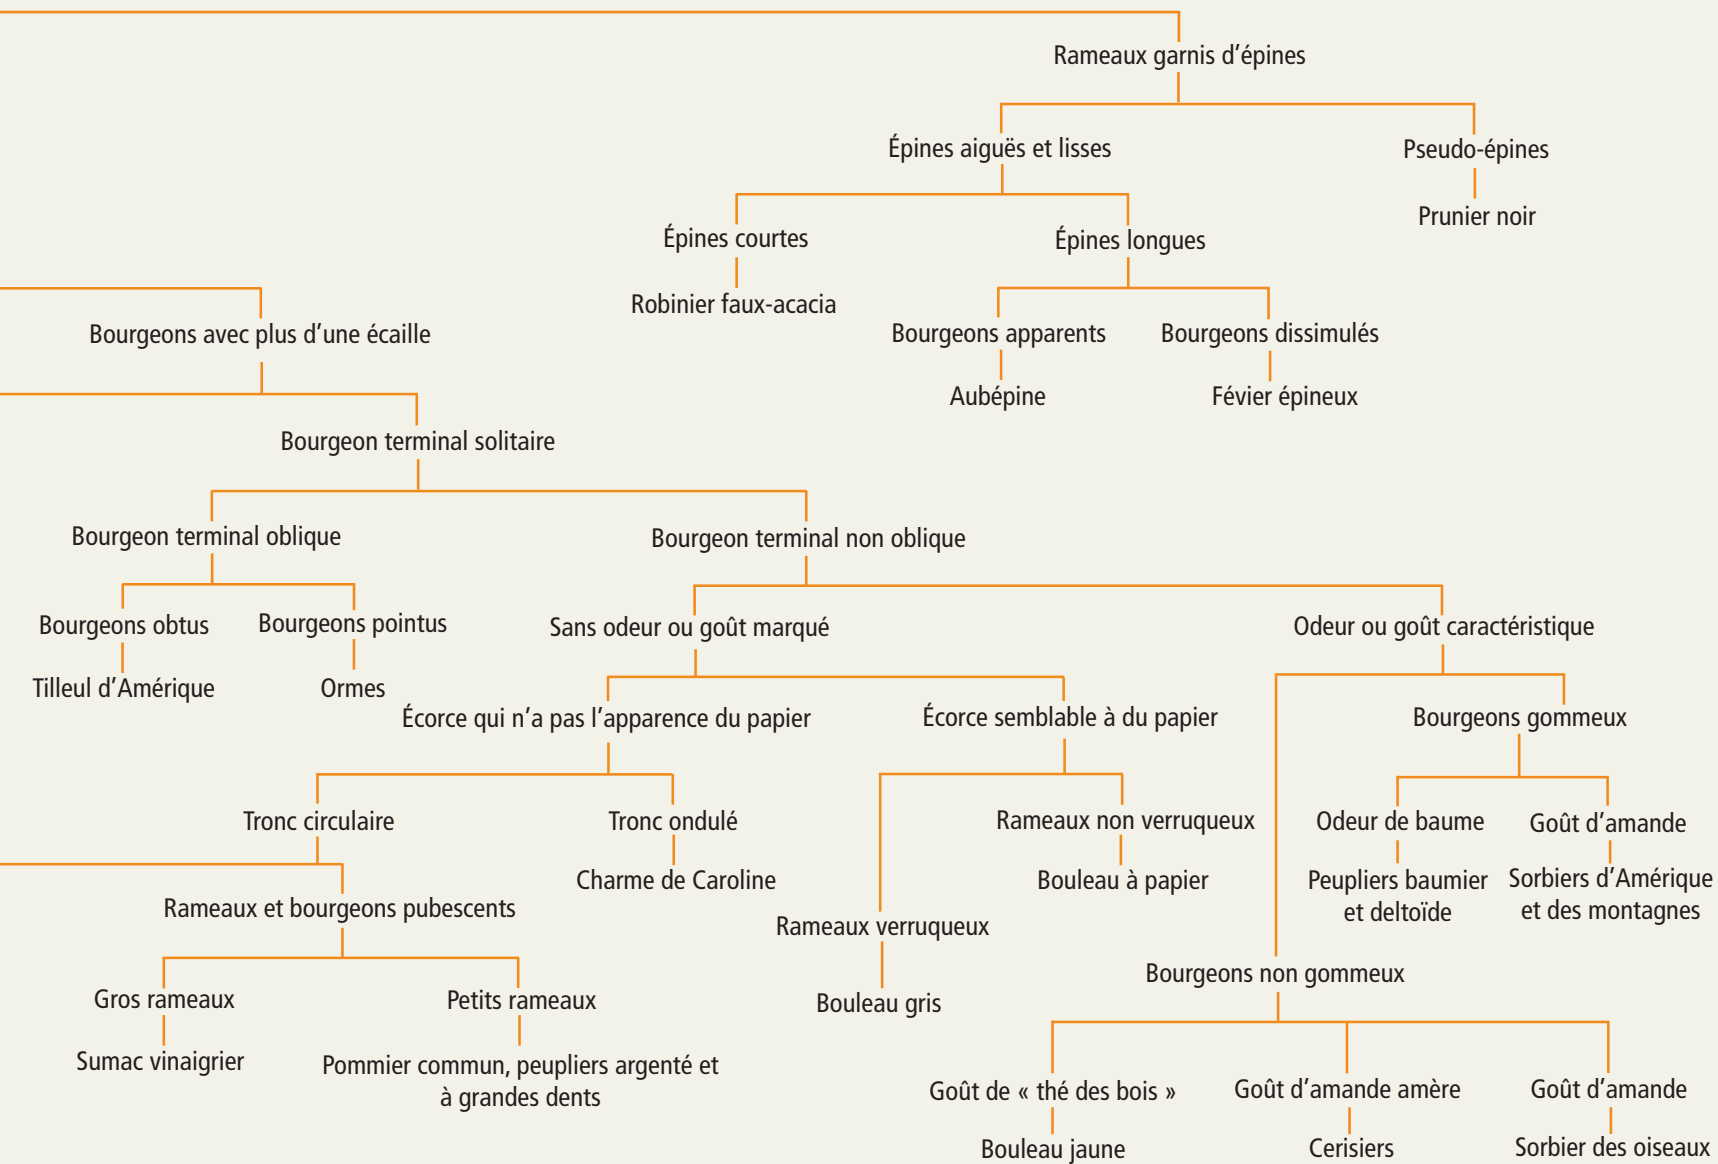 Rameaux garnis d'épines
Épines aiguës et lisses
Pseudo-épines
Prunier noir
Épines courtes
Épines longues
Robinier faux-acacia
Bourgeons avec plus d'une écaille
Bourgeons apparents
Bourgeons dissimulés
Aubépine
Févier épineux
Bourgeon terminal solitaire
Bourgeon terminal oblique
Bourgeon terminal non oblique
Bourgeons obtus
Bourgeons pointus
Sans odeur ou goût marqué
Odeur ou goût caractéristique
Tilleul d'Amérique
Ormes
Écorce qui n'a pas l'apparence du papier
Écorce semblable à du papier
Bourgeons gommeux
Tronc circulaire
Tronc ondulé
Rameaux non verruqueux
Odeur de baume
Goût d'amande
Charme de Caroline
Bouleau à papier
Peupliers baumier
et deltoïde
Sorbiers d'Amérique
et des montagnes
Rameaux et bourgeons pubescents
Rameaux verruqueux
Bourgeons non gommeux
Gros rameaux
Petits rameaux
Bouleau gris
Sumac vinaigrier
Pommier commun, peupliers argenté et
à grandes dents
Goût de « thé des bois »
Goût d'amande amère
Goût d'amande
Bouleau jaune
Cerisiers
Sorbier des oiseaux